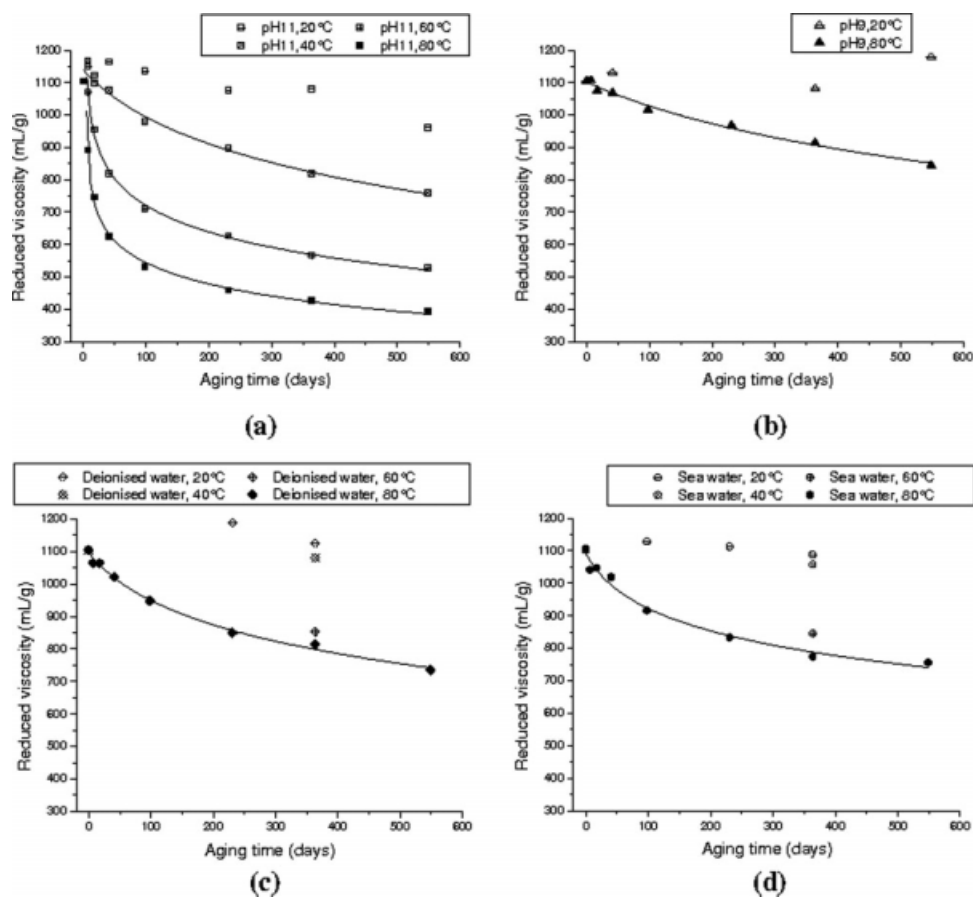 pH11,20°C pH11,60°C
pH11,40°C pH11,80°C
1200
1100
1000
900
800
700
600
500
400
300
Reduced viscosity (mL/g)
0 100 200 300 400 500 600
Aging time (days)
(a)
pH9,20°C
pH9,80°C
1200
1100
1000
900
800
700
600
500
400
300
Reduced viscosity (mL/g)
0 100 200 300 400 500 600
Aging time (days)
(b)
Deionised water, 20°C Deionised water, 60°C
Deionised water, 40°C Deionised water, 80°C
1200
1100
1000
900
800
700
600
500
400
300
Reduced viscosity (mL/g)
0 100 200 300 400 500 600
Aging time (days)
(c)
Sea water, 20°C Sea water, 60°C
Sea water, 40°C Sea water, 80°C
1200
1100
1000
900
800
700
600
500
400
300
Reduced viscosity (mL/g)
0 100 200 300 400 500 600
Aging time (days)
(d)